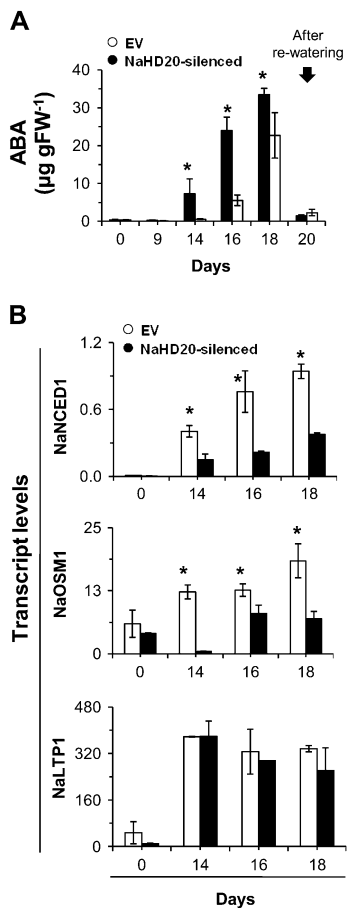 A
After
re-watering
EV
NaHD20-silenced
ABA
(µg gFW-1)
40
30
20
10
0
* * *
0 9 14 16 18 20
Days
B
EV
NaHD20-silenced
Transcript levels
NaNCED1
1.2
0.6
0.0
* * *
0 14 16 18
NaOSM1
25
13
0
* * *
0 14 16 18
NaLTP1
480
320
160
0
0 14 16 18
Days